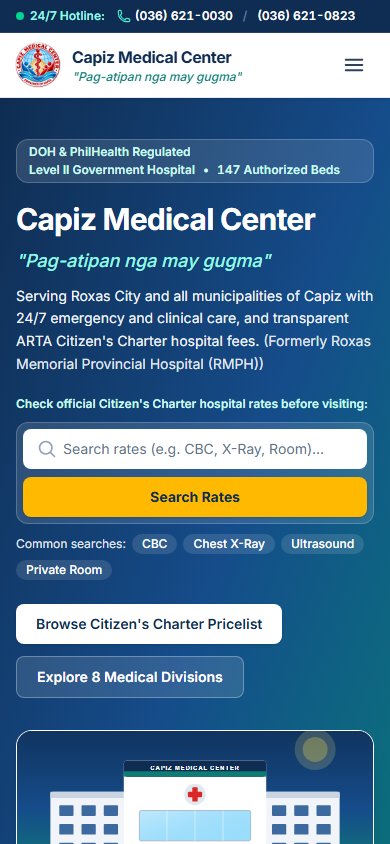 24/7 Hotline: (036) 621-0030 / (036) 621-0823
Capiz Medical Center
"Pag-atipan nga may gugma"
DOH & PhilHealth Regulated
Level II Government Hospital • 147 Authorized Beds
Capiz Medical Center
"Pag-atipan nga may gugma"
Serving Roxas City and all municipalities of Capiz with
24/7 emergency and clinical care, and transparent
ARTA Citizen's Charter hospital fees. (Formerly Roxas
Memorial Provincial Hospital (RMPH))
Check official Citizen's Charter hospital rates before visiting:
Search rates (e.g. CBC, X-Ray, Room)...
Search Rates
Common searches: CBC Chest X-Ray Ultrasound
Private Room
Browse Citizen's Charter Pricelist
Explore 8 Medical Divisions
CAPIZ MEDICAL CENTER